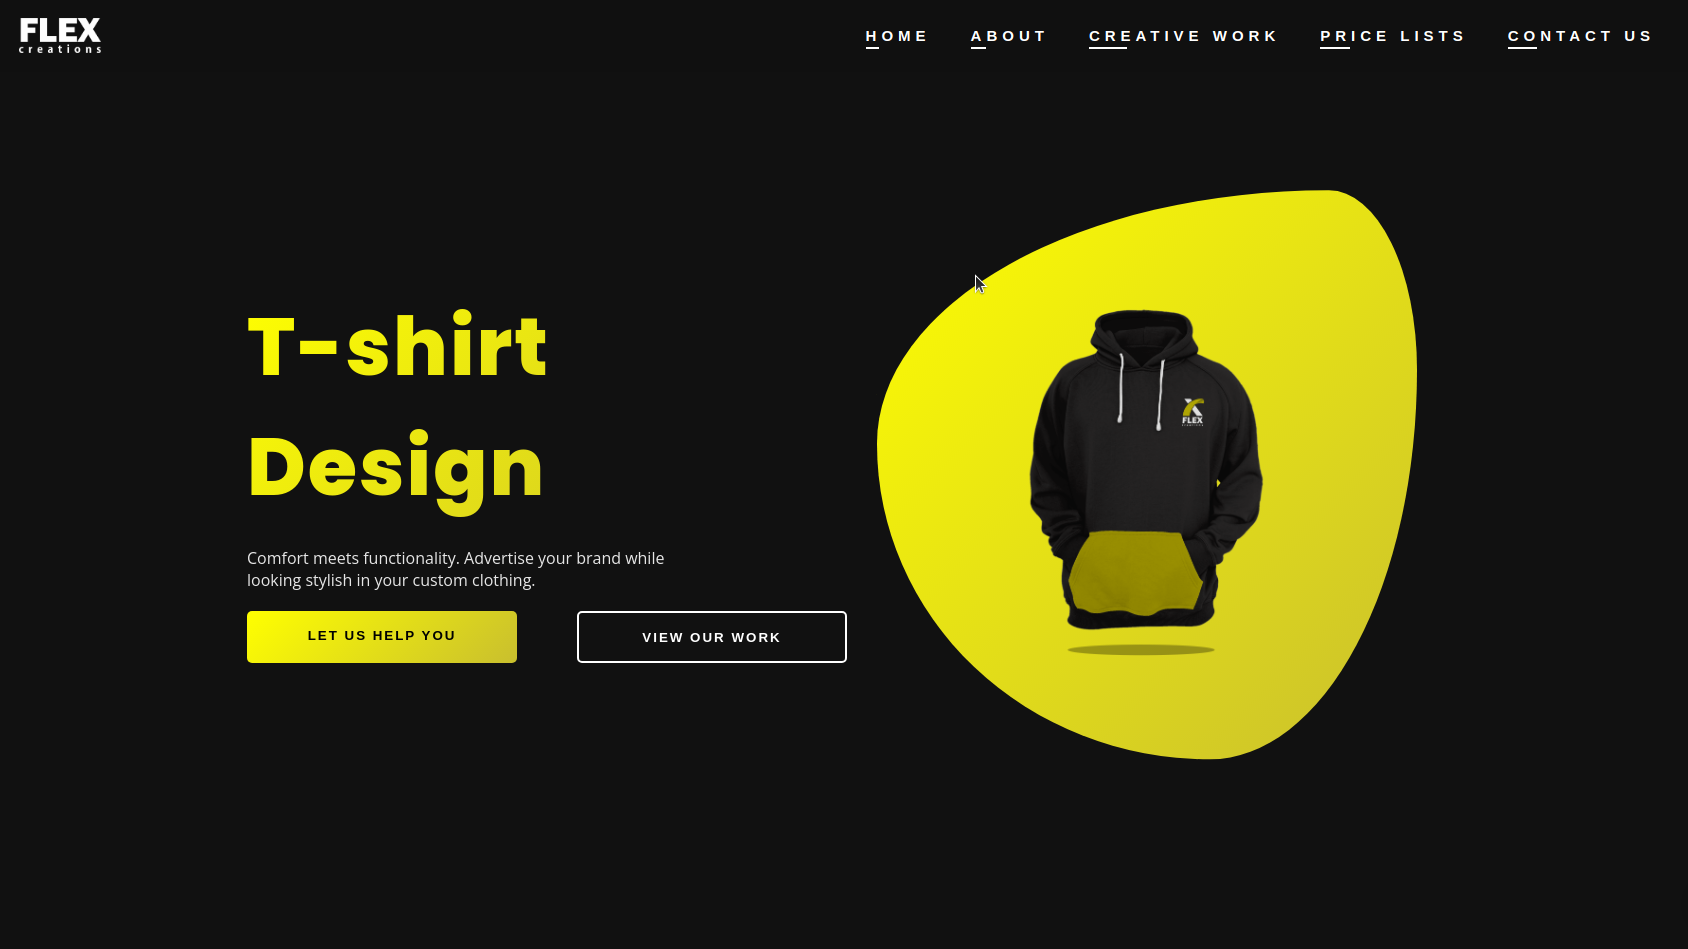 FLEX
creations
HOME ABOUT CREATIVE WORK PRICE LISTS CONTACT US
T-shirt
Design
Comfort meets functionality. Advertise your brand while
looking stylish in your custom clothing.
LET US HELP YOU VIEW OUR WORK
X
FLEX